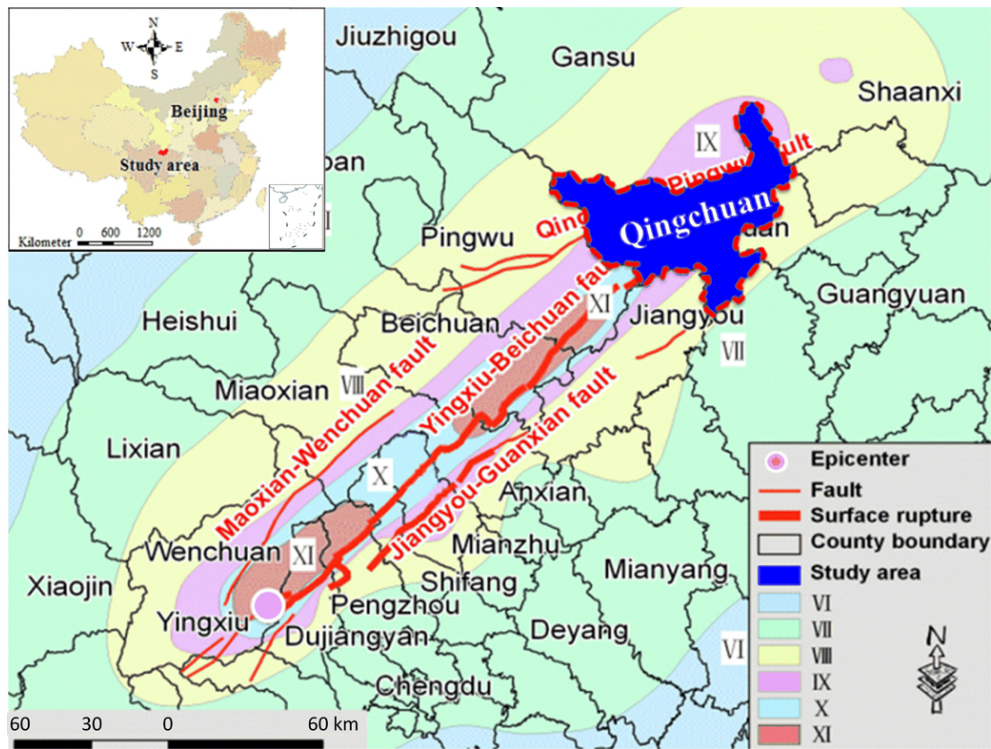 N
W
E
S
Beijing
Study area
Kilometer 0 600 1200
Jiuzhigou
Gansu
Shaanxi
IX
Pingwu
Qingchuan
Pingwu
XI
Jiangyou
Guangyuan
VII
Heishui
Beichuan
Miaoxian
VIII
Maoxian-Wenchuan fault
Yingxiu-Beichuan fau
Jiangyou-Guanxian fault
Lixian
X
Anxian
Wenchuan
XI
Mianzhu
Xiaojin
Shifang
Mianyang
Yingxiu
Pengzhou
Dujiangyan
Deyang
VI
Chengdu
60 30 0 60 km
Epicenter
Fault
Surface rupture
County boundary
Study area
VI
VII
VIII
IX
X
XI
N